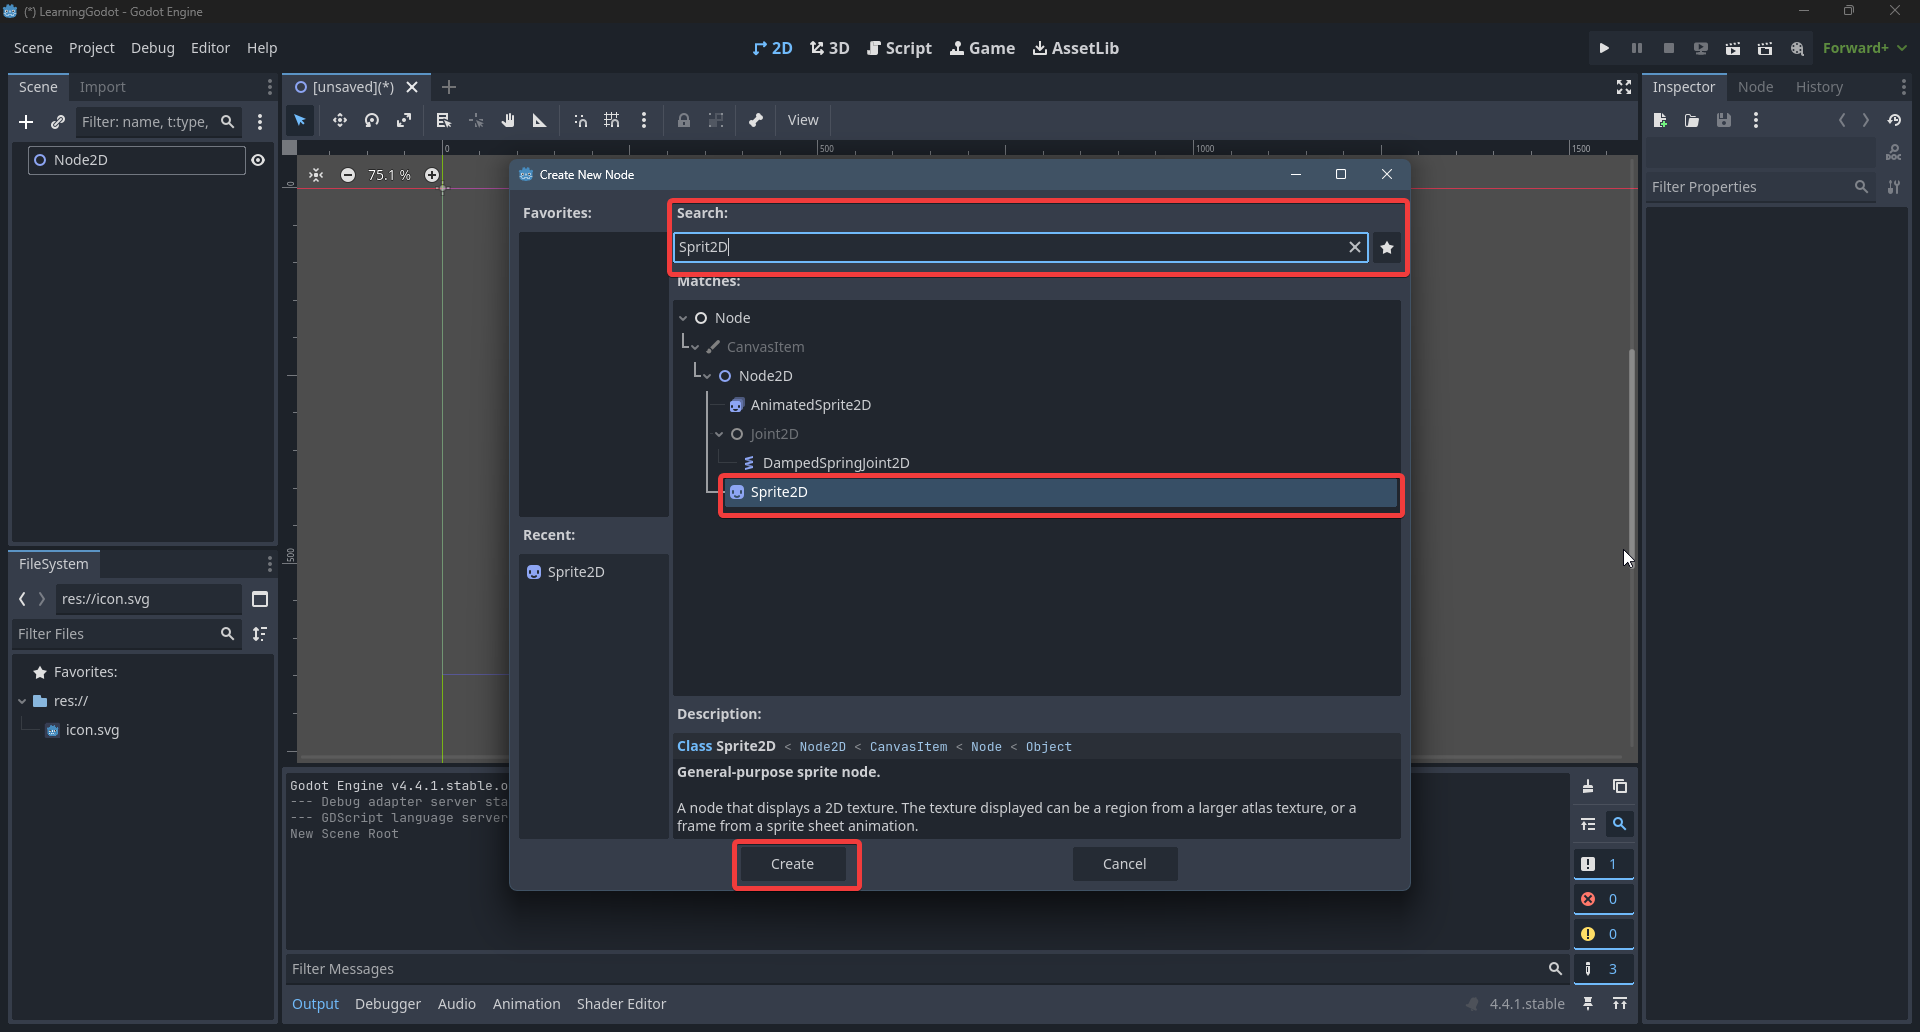 (*) LearningGodot - Godot Engine
Scene Project Debug Editor Help
2D 3D Script Game AssetLib
Forward+
Scene Import
[unsaved](*)
Inspector Node History
Filter: name, t:type,
View
Node2D
0 500 1000 1500
75.1 %
0
500
Filter Properties
Create New Node
Favorites:
Search:
Sprit2D
Matches:
Node
CanvasItem
Node2D
AnimatedSprite2D
Joint2D
DampedSpringJoint2D
Sprite2D
Recent:
Sprite2D
Description:
Class Sprite2D < Node2D < CanvasItem < Node < Object
General-purpose sprite node.
A node that displays a 2D texture. The texture displayed can be a region from a larger atlas texture, or a
frame from a sprite sheet animation.
Create Cancel
FileSystem
res://icon.svg
Filter Files
Favorites:
res://
icon.svg
Godot Engine v4.4.1.stable.o
--- Debug adapter server sta
--- GDScript language server
New Scene Root
DOC
1
0
0
3
Filter Messages
Output Debugger Audio Animation Shader Editor
4.4.1.stable